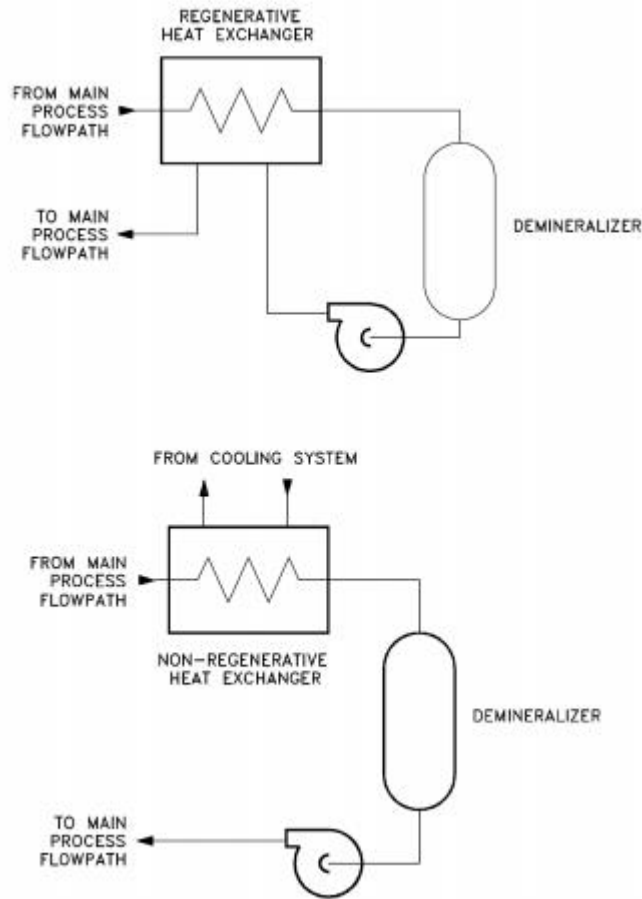 REGENERATIVE
HEAT EXCHANGER
FROM MAIN
PROCESS
FLOWPATH
TO MAIN
PROCESS
FLOWPATH
DEMINERALIZER
FROM COOLING SYSTEM
FROM MAIN
PROCESS
FLOWPATH
NON-REGENERATIVE
HEAT EXCHANGER
DEMINERALIZER
TO MAIN
PROCESS
FLOWPATH